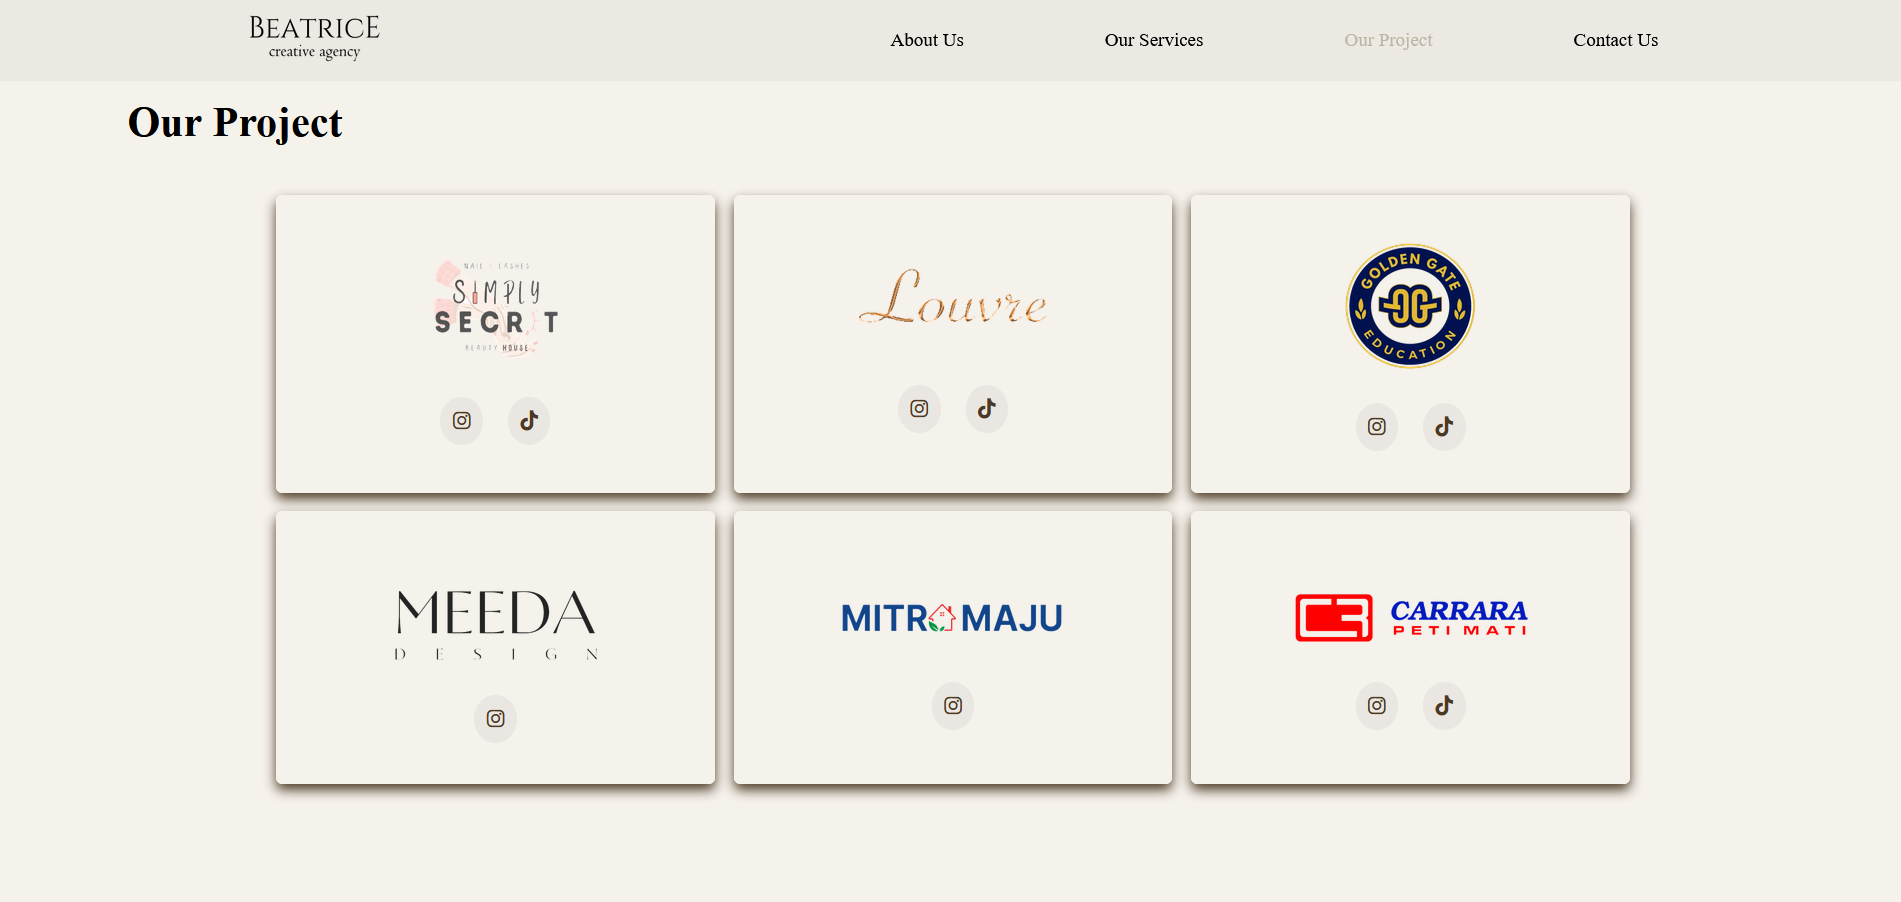 BEATRICE
creative agency
About Us
Our Services
Our Project
Contact Us
Our Project
NAIL · LASHES
SIMPLY
SECR T
BEAUTY HOUSE
Louvre
GOLDEN GATE
GG
EDUCATION
MEEDA
DESIGN
MITR MAJU
CARRARA
PETI MATI